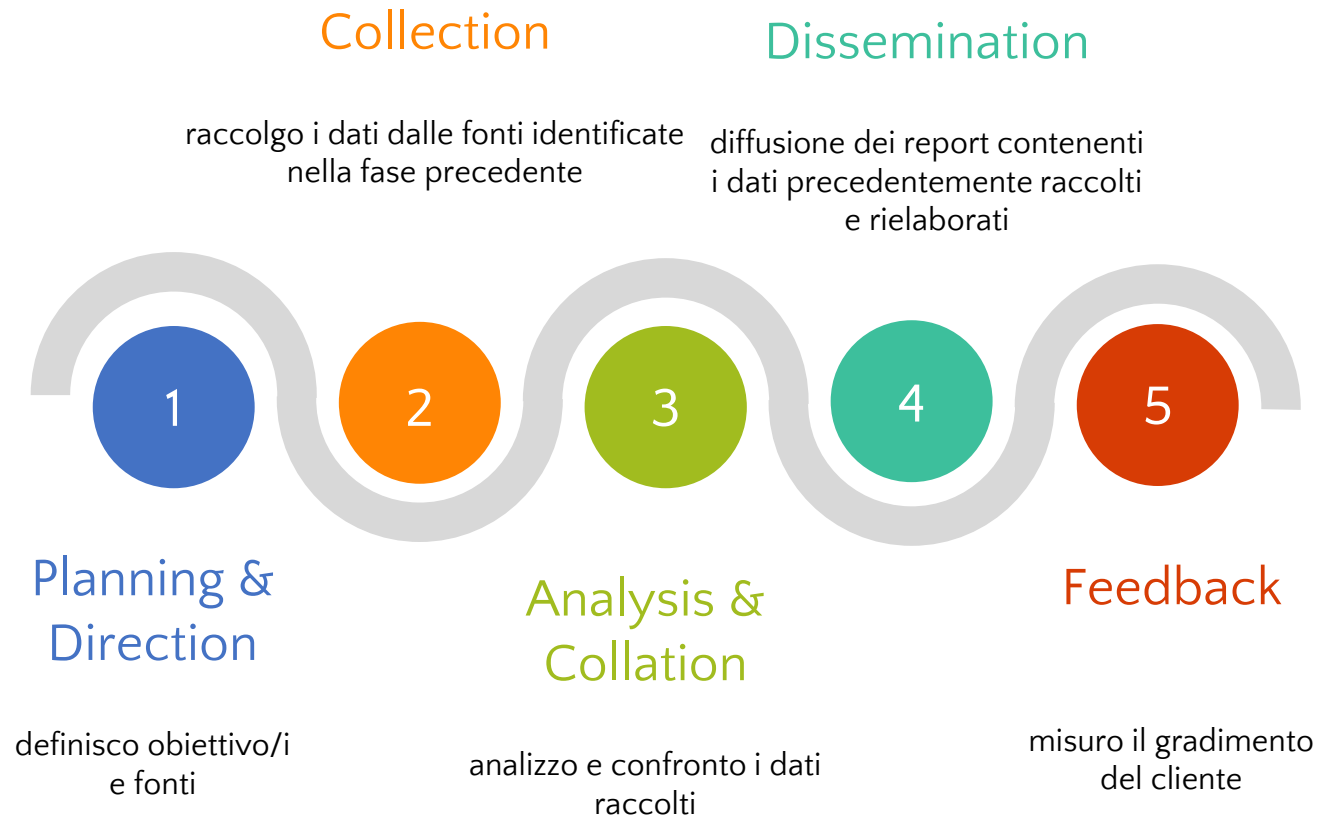 Collection
raccolgo i dati dalle fonti identificate
nella fase precedente
Dissemination
diffusione dei report contenenti
i dati precedentemente raccolti
e rielaborati
1
2
3
4
5
Planning &
Direction
definisco obiettivo/i
e fonti
Analysis &
Collation
analizzo e confronto i dati
raccolti
Feedback
misuro il gradimento
del cliente